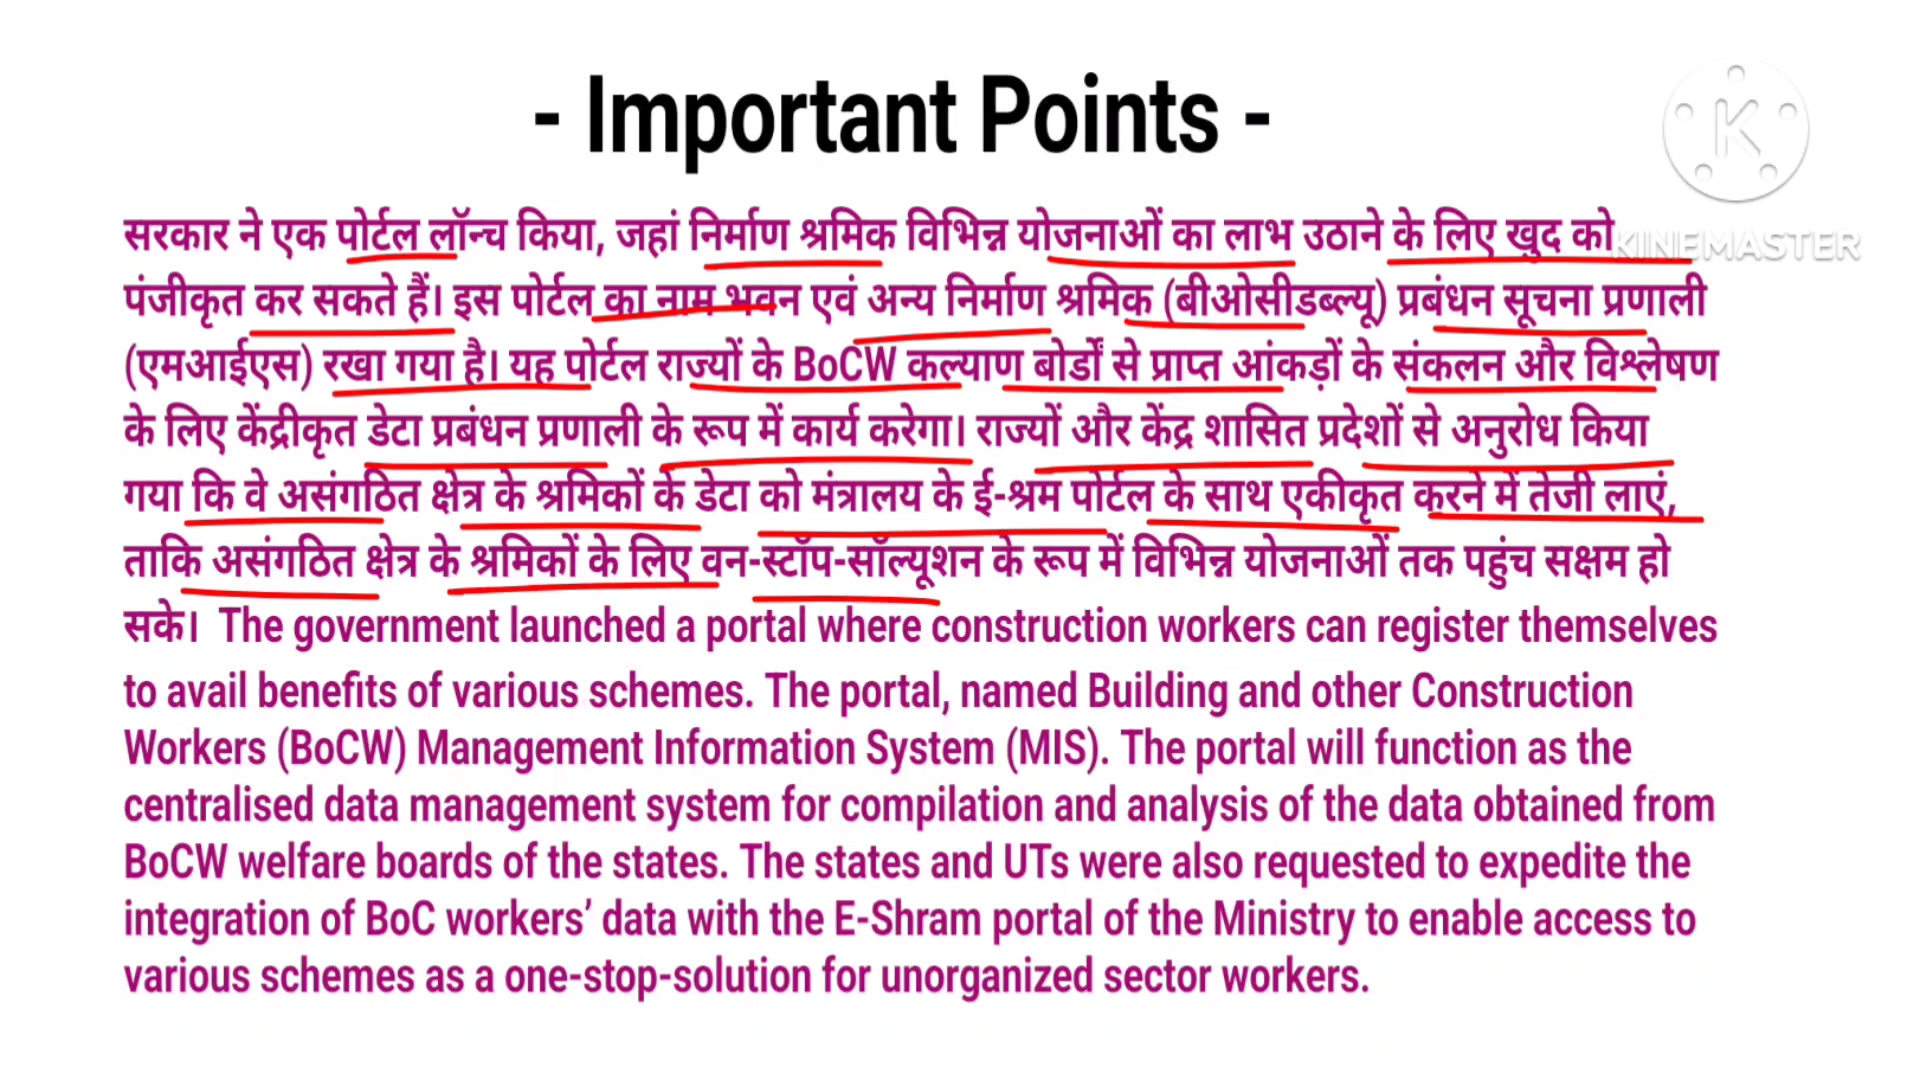 - Important Points -
K
KINEMASTER
सरकार ने एक पोर्टल लॉन्च किया, जहां निर्माण श्रमिक विभिन्न योजनाओं का लाभ उठाने के लिए खुद को
पंजीकृत कर सकते हैं। इस पोर्टल का नाम भवन एवं अन्य निर्माण श्रमिक (बीओसीडब्ल्यू) प्रबंधन सूचना प्रणाली
(एमआईएस) रखा गया है। यह पोर्टल राज्यों के BoCW कल्याण बोर्डों से प्राप्त आंकड़ों के संकलन और विश्लेषण
के लिए केंद्रीकृत डेटा प्रबंधन प्रणाली के रूप में कार्य करेगा। राज्यों और केंद्र शासित प्रदेशों से अनुरोध किया
गया कि वे असंगठित क्षेत्र के श्रमिकों के डेटा को मंत्रालय के ई-श्रम पोर्टल के साथ एकीकृत करने में तेजी लाएं,
ताकि असंगठित क्षेत्र के श्रमिकों के लिए वन-स्टॉप-सॉल्यूशन के रूप में विभिन्न योजनाओं तक पहुंच सक्षम हो
सके। The government launched a portal where construction workers can register themselves
to avail benefits of various schemes. The portal, named Building and other Construction
Workers (BoCW) Management Information System (MIS). The portal will function as the
centralised data management system for compilation and analysis of the data obtained from
BoCW welfare boards of the states. The states and UTs were also requested to expedite the
integration of BoC workers’ data with the E-Shram portal of the Ministry to enable access to
various schemes as a one-stop-solution for unorganized sector workers.